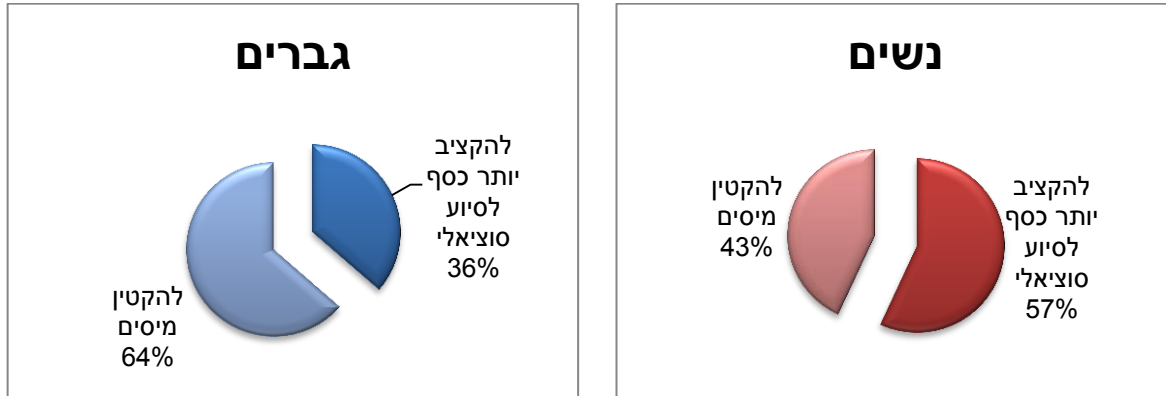 נשים
להקציב
יותר כסף
לסיוע
סוציאלי
57%
להקטין
מיסים
43%
גברים
להקציב
יותר כסף
לסיוע
סוציאלי
36%
להקטין
מיסים
64%